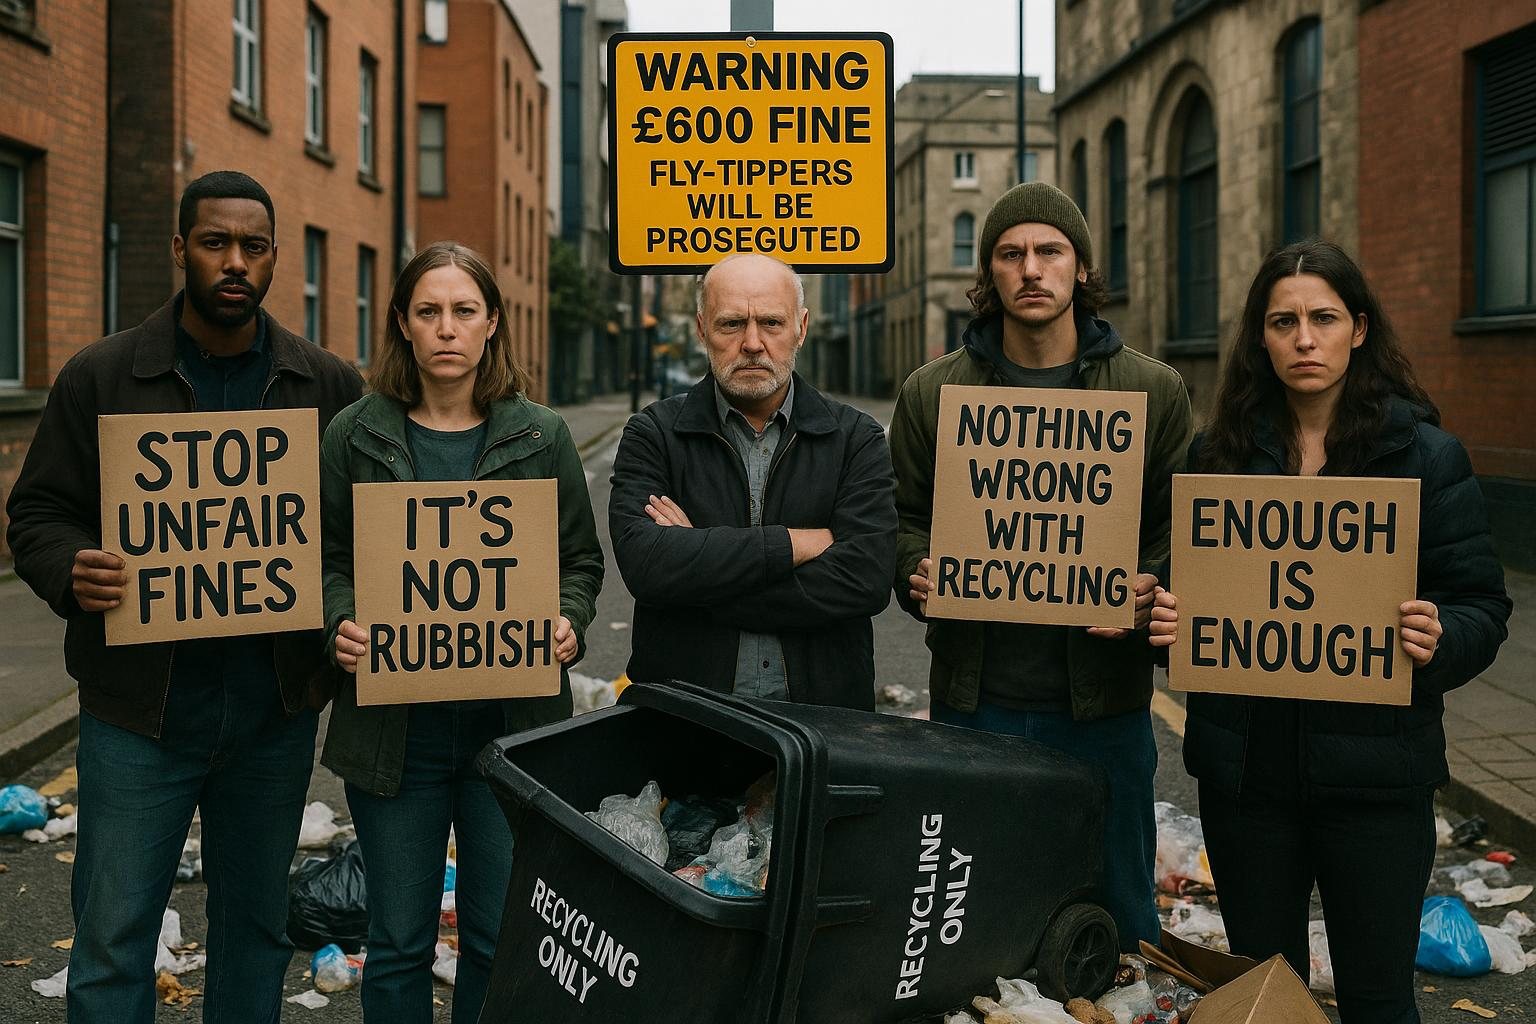 WARNING
£600 FINE
FLY-TIPPERS
WILL BE
PROSEGUTED
STOP
UNFAIR
FINES
IT'S
NOT
RUBBISH
NOTHING
WRONG
WITH
RECYCLING
ENOUGH
IS
ENOUGH
RECYCLING
ONLY
RECYCLING
ONLY